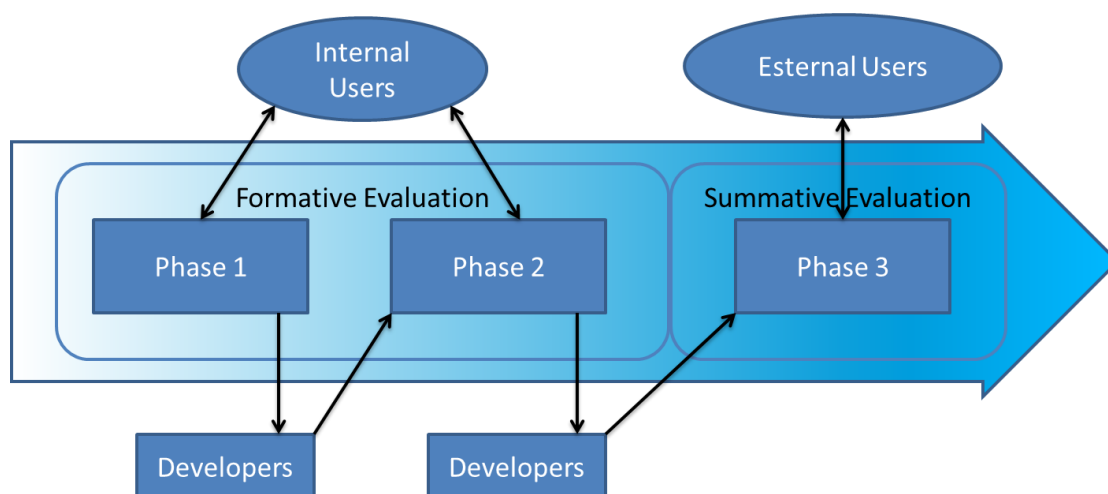 Internal
Users
Esternal Users
Formative Evaluation
Summative Evaluation
Phase 1
Phase 2
Phase 3
Developers
Developers